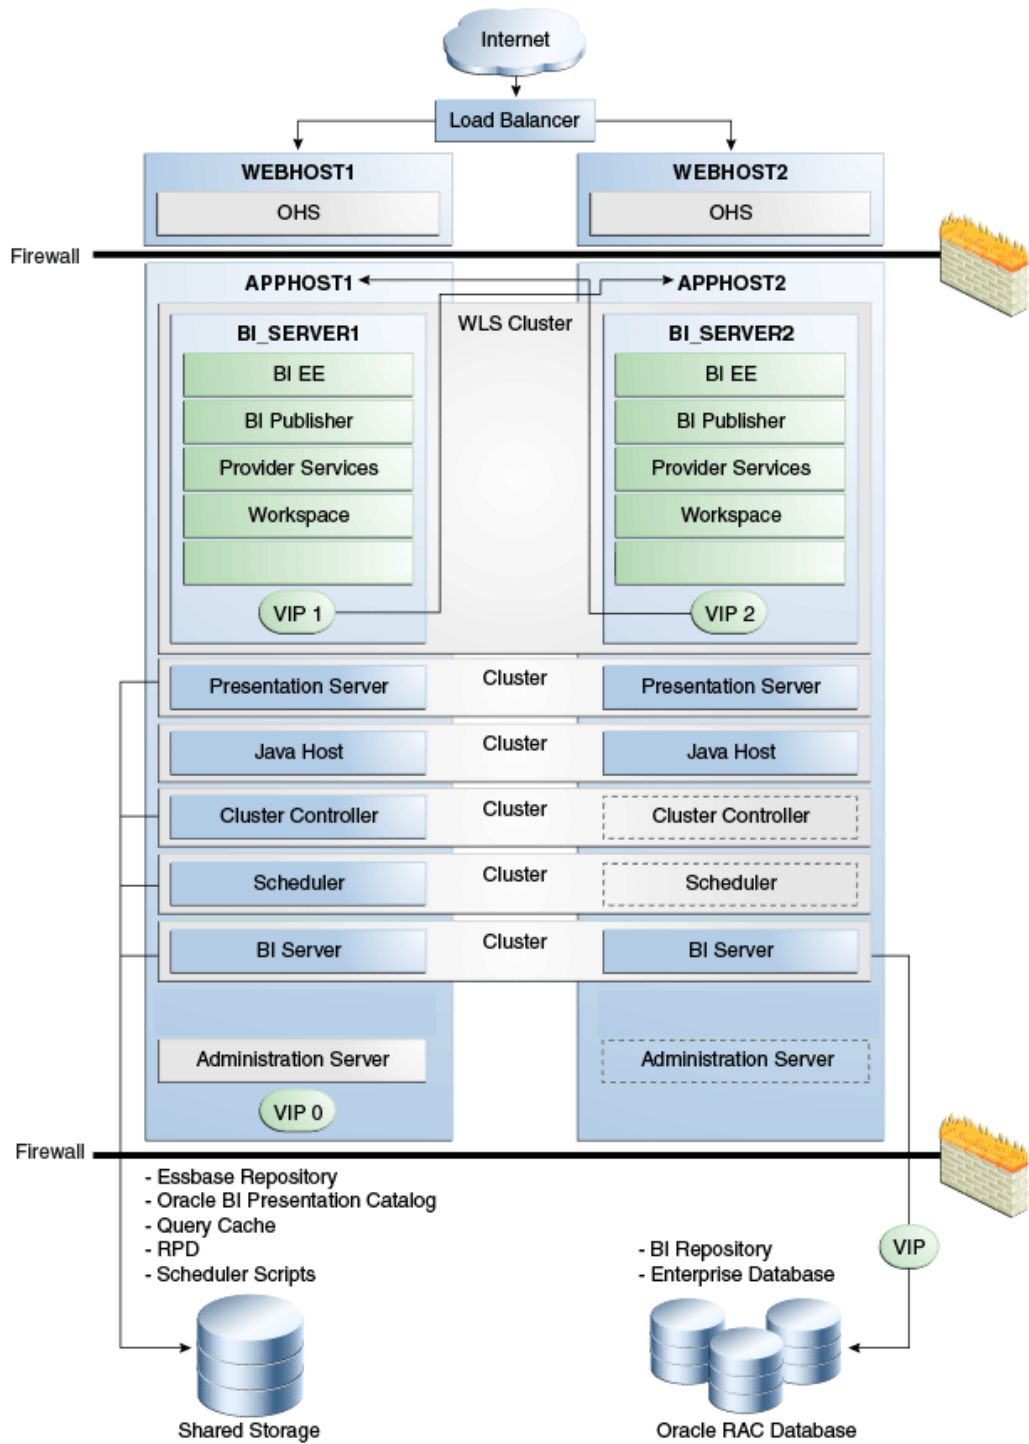 Internet
Load Balancer
WEBHOST1
OHS
WEBHOST2
OHS
Firewall
APPHOST1
APPHOST2
WLS Cluster
BI_SERVER1
BI EE
BI Publisher
Provider Services
Workspace
VIP 1
BI_SERVER2
BI EE
BI Publisher
Provider Services
Workspace
VIP 2
Presentation Server
Cluster
Presentation Server
Java Host
Cluster
Java Host
Cluster Controller
Cluster
Cluster Controller
Scheduler
Cluster
Scheduler
BI Server
Cluster
BI Server
Administration Server
Administration Server
VIP 0
Firewall
- Essbase Repository
- Oracle BI Presentation Catalog
- Query Cache
- RPD
- Scheduler Scripts
Shared Storage
VIP
- BI Repository
- Enterprise Database
Oracle RAC Database